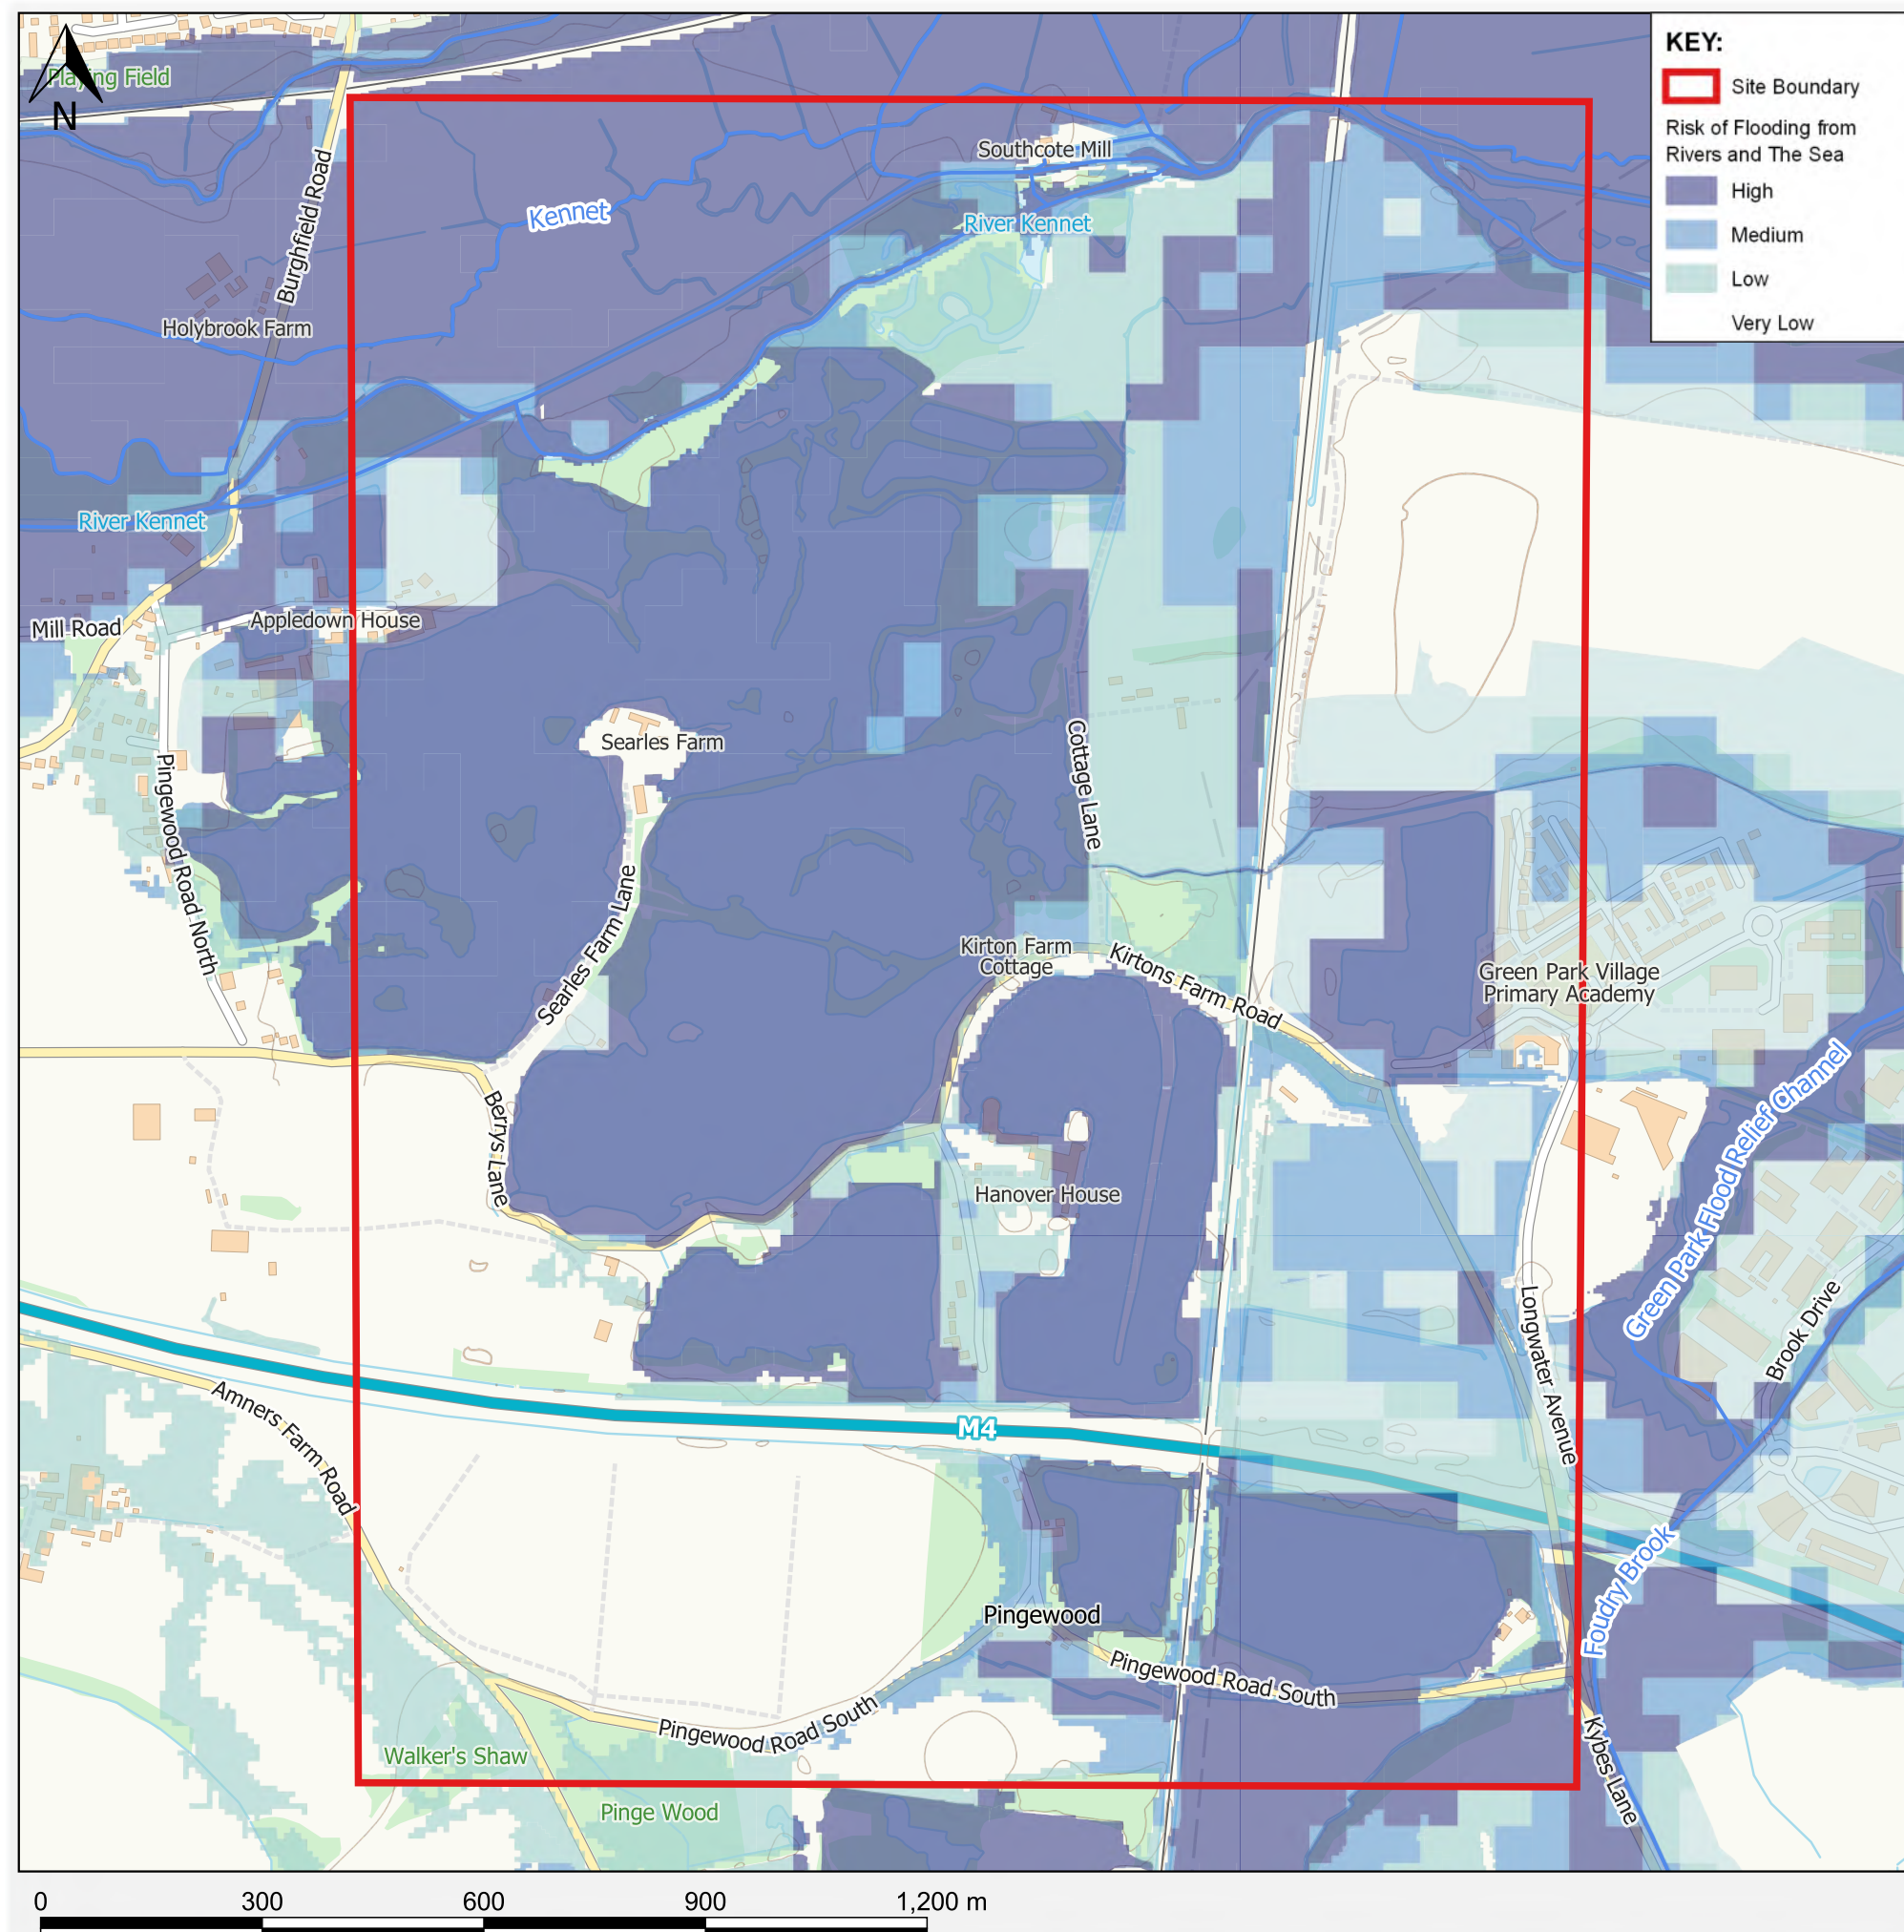 Playing Field
N
KEY:
Site Boundary
Risk of Flooding from
Rivers and The Sea
High
Medium
Low
Very Low
Southcote Mill
Burghfield Road
Kennet
River Kennet
Holybrook Farm
River Kennet
Mill Road
Appledown House
Searles Farm
Cottage Lane
Pingewood Road North
Searles Farm Lane
Kirton Farm
Cottage
Kirtons Farm Road
Green Park Village
Primary Academy
Berrys Lane
Hanover House
Green Park Flood Relief Channel
Longwater Avenue
Brook Drive
Amners Farm Road
M4
Foudry Brook
Pingewood
Pingewood Road South
Pingewood Road South
Walker's Shaw
Kybes Lane
Pinge Wood
0 300 600 900 1,200 m